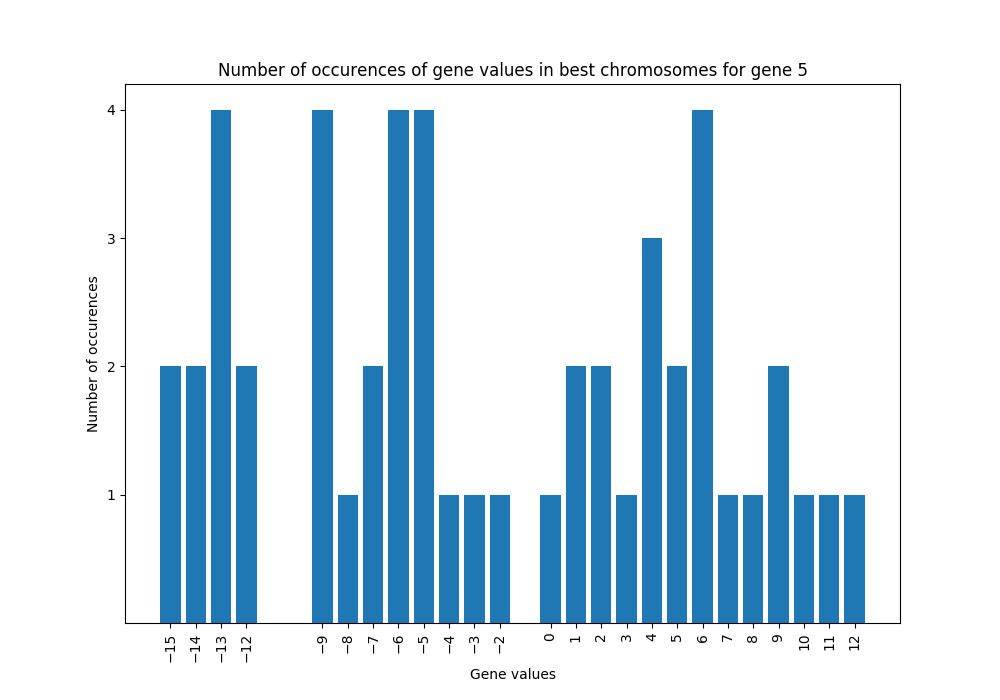 Number of occurences of gene values in best chromosomes for gene 5
Number of occurences
4
3
2
1
−15 −14 −13 −12 −9 −8 −7 −6 −5 −4 −3 −2 0 1 2 3 4 5 6 7 8 9 10 11 12
Gene values